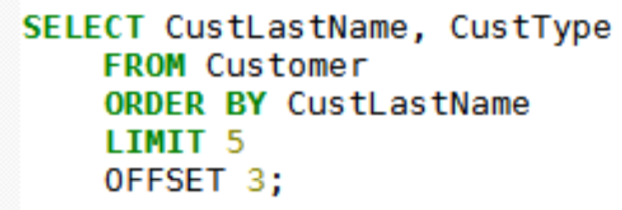 SELECT CustLastName, CustType
FROM Customer
ORDER BY CustLastName
LIMIT 5
OFFSET 3;